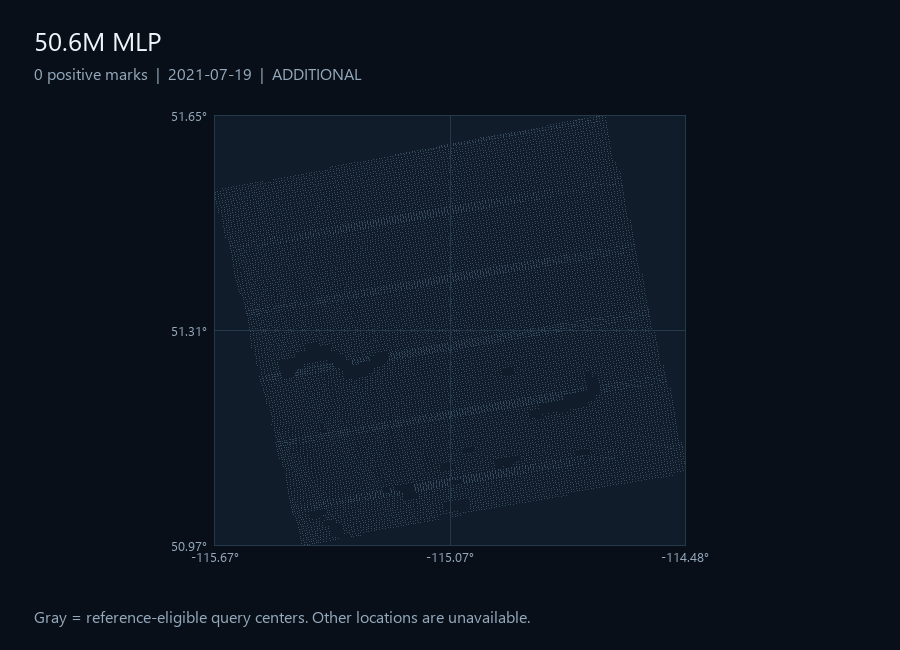 50.6M MLP
0 positive marks | 2021-07-19 | ADDITIONAL
51.65°
51.31°
50.97°
-115.67° -115.07° -114.48°
Gray = reference-eligible query centers. Other locations are unavailable.